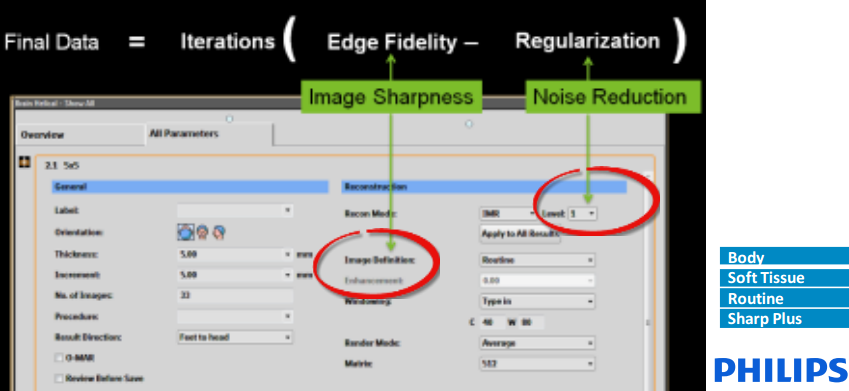 Final Data = Iterations ( Edge Fidelity – Regularization )
Image Sharpness Noise Reduction
Brain Helical - Show All
Overview All Parameters
2.1 5x5
General Reconstruction
Label: Recon Mode: IMR Level: 1
Orientation: Apply to All Results
Thickness: 5.00 mm Image Definition: Routine
Increment: 5.00 mm Enhancement: 0.00
No. of Images: 33 Windowing: Type in
Procedure: C 40 W 80
Result Direction: Feet to head Render Mode: Average
O-MAR Matrix: 512
Review Before Save
Body
Soft Tissue
Routine
Sharp Plus
PHILIPS